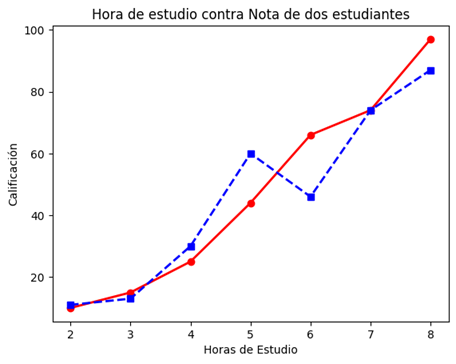 Hora de estudio contra Nota de dos estudiantes
100
80
60
40
20
Calificación
2 3 4 5 6 7 8
Horas de Estudio